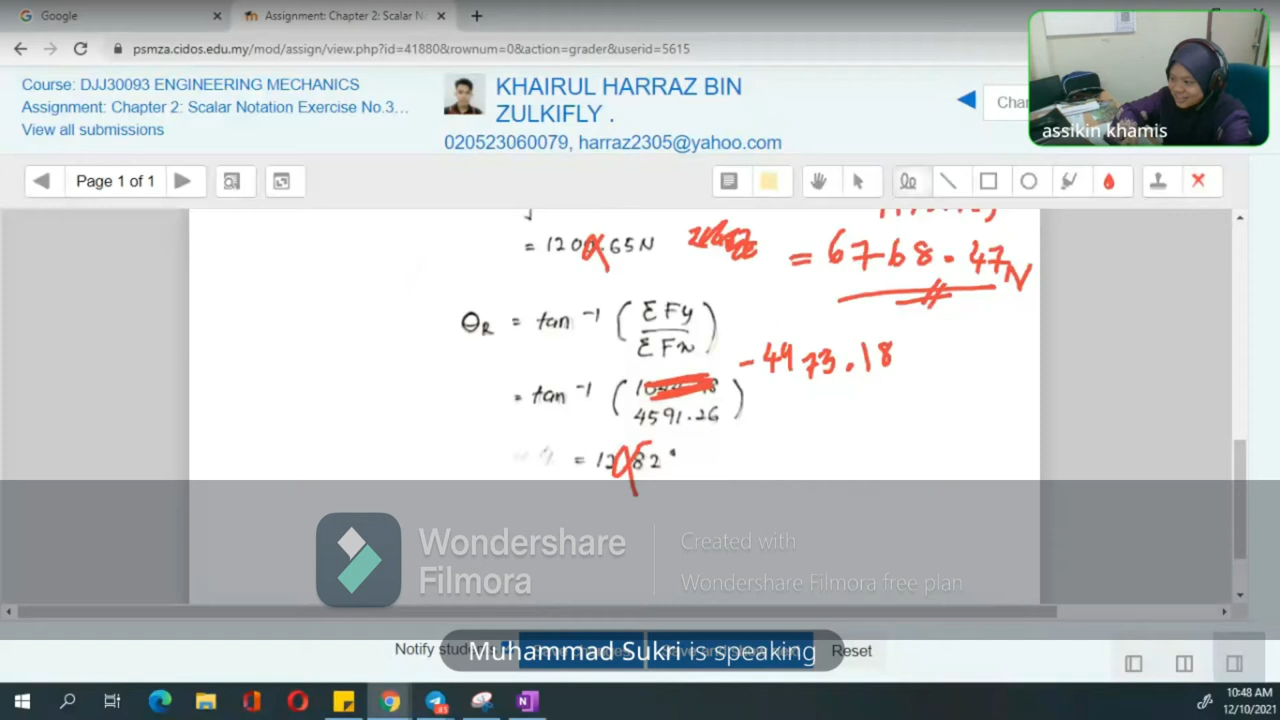 Google
Assignment: Chapter 2: Scalar No
psmza.cidos.edu.my/mod/assign/view.php?id=41880&rownum=0&action=grader&userid=5615
Course: DJJ30093 ENGINEERING MECHANICS
Assignment: Chapter 2: Scalar Notation Exercise No.3...
View all submissions
KHAIRUL HARRAZ BIN
ZULKIFLY .
020523060079, harraz2305@yahoo.com
Chan
assikin khamis
Page 1 of 1
= 6768.47N
θR = tan⁻¹ (ΣFy / ΣFx)
-4473.18
= tan⁻¹ ( / 4591.26)
Wondershare
Filmora
Created with
Wondershare Filmora free plan
Notify
Muhammad Sukri is speaking
Reset
10:48 AM
12/10/2021